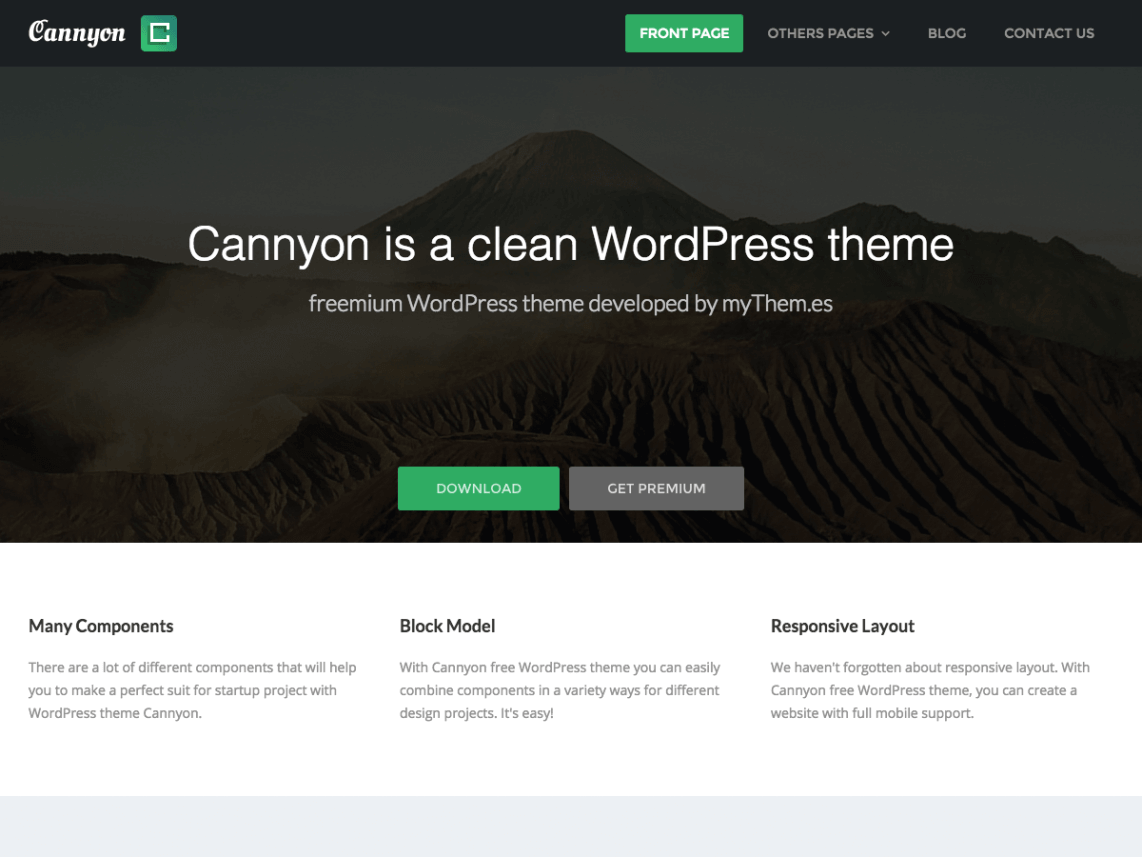 Cannyon
FRONT PAGE OTHERS PAGES BLOG CONTACT US
Cannyon is a clean WordPress theme
freemium WordPress theme developed by myThem.es
DOWNLOAD GET PREMIUM
Many Components
There are a lot of different components that will help
you to make a perfect suit for startup project with
WordPress theme Cannyon.
Block Model
With Cannyon free WordPress theme you can easily
combine components in a variety ways for different
design projects. It's easy!
Responsive Layout
We haven't forgotten about responsive layout. With
Cannyon free WordPress theme, you can create a
website with full mobile support.